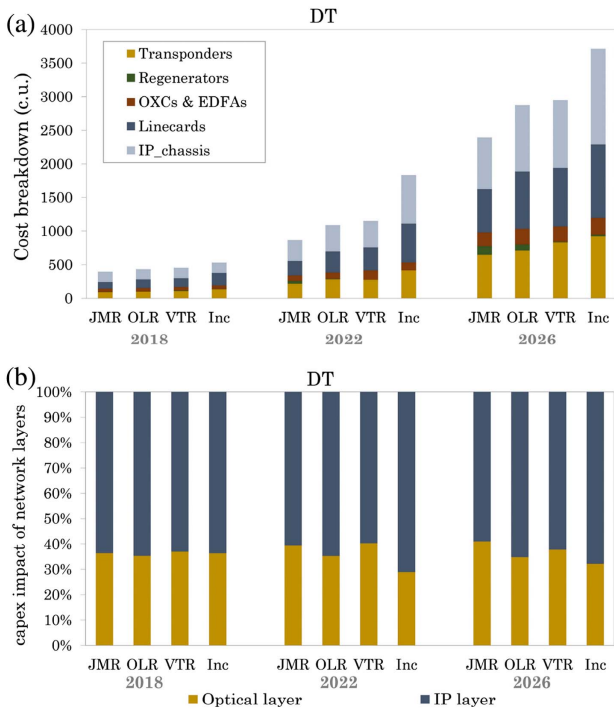 (a)
DT
Cost breakdown (c.u.)
4000
3500
3000
2500
2000
1500
1000
500
0
Transponders
Regenerators
OXCs & EDFAs
Linecards
IP_chassis
JMR OLR VTR Inc JMR OLR VTR Inc JMR OLR VTR Inc
2018 2022 2026
(b)
DT
capex impact of network layers
100%
90%
80%
70%
60%
50%
40%
30%
20%
10%
0%
JMR OLR VTR Inc JMR OLR VTR Inc JMR OLR VTR Inc
2018 2022 2026
Optical layer IP layer